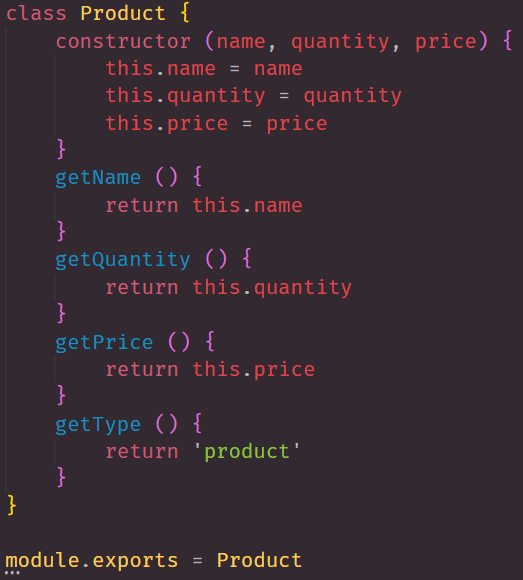 class Product {
    constructor (name, quantity, price) {
        this.name = name
        this.quantity = quantity
        this.price = price
    }
    getName () {
        return this.name
    }
    getQuantity () {
        return this.quantity
    }
    getPrice () {
        return this.price
    }
    getType () {
        return 'product'
    }
}

module.exports = Product